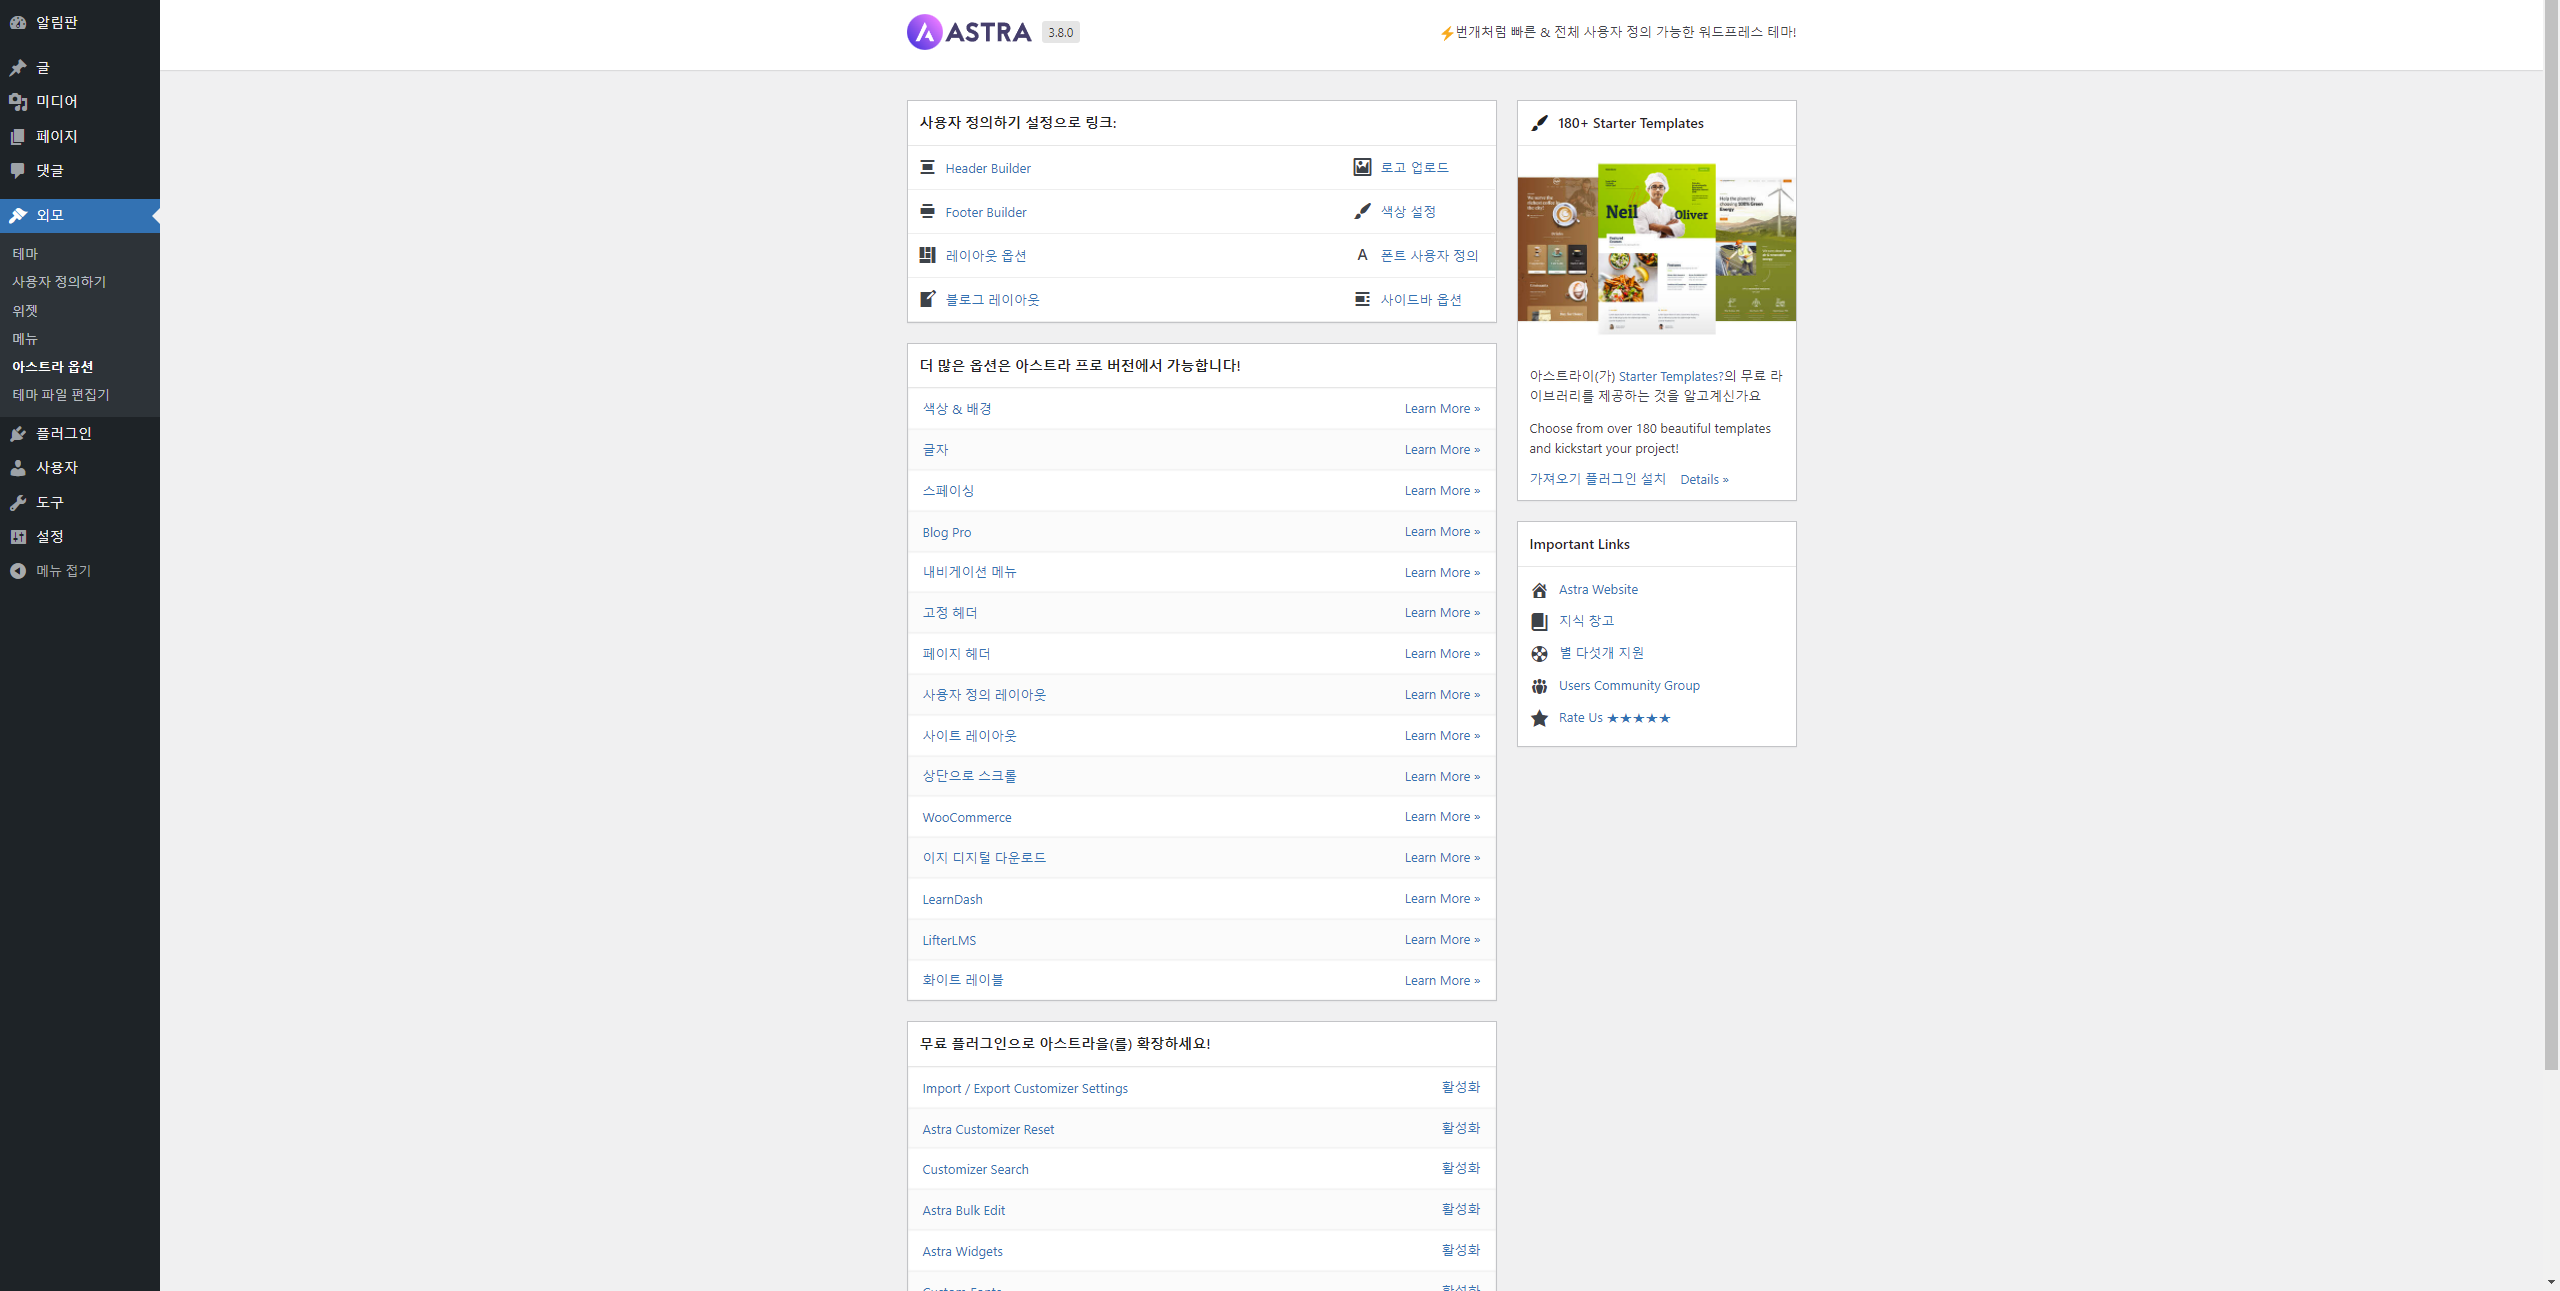 알림판
글
미디어
페이지
댓글
외모
테마
사용자 정의하기
위젯
메뉴
아스트라 옵션
테마 파일 편집기
플러그인
사용자
도구
설정
메뉴 접기
ASTRA 3.8.0
⚡번개처럼 빠른 & 전체 사용자 정의 가능한 워드프레스 테마!
사용자 정의하기 설정으로 링크:
Header Builder
로고 업로드
Footer Builder
색상 설정
레이아웃 옵션
폰트 사용자 정의
블로그 레이아웃
사이드바 옵션
더 많은 옵션은 아스트라 프로 버전에서 가능합니다!
색상 & 배경 Learn More »
글자 Learn More »
스페이싱 Learn More »
Blog Pro Learn More »
내비게이션 메뉴 Learn More »
고정 헤더 Learn More »
페이지 헤더 Learn More »
사용자 정의 레이아웃 Learn More »
사이트 레이아웃 Learn More »
상단으로 스크롤 Learn More »
WooCommerce Learn More »
이지 디지털 다운로드 Learn More »
LearnDash Learn More »
LifterLMS Learn More »
화이트 레이블 Learn More »
무료 플러그인으로 아스트라을(를) 확장하세요!
Import / Export Customizer Settings 활성화
Astra Customizer Reset 활성화
Customizer Search 활성화
Astra Bulk Edit 활성화
Astra Widgets 활성화
180+ Starter Templates
Neil
Oliver
아스트라이(가) Starter Templates?의 무료 라
이브러리를 제공하는 것을 알고계신가요
Choose from over 180 beautiful templates
and kickstart your project!
가져오기 플러그인 설치 Details »
Important Links
Astra Website
지식 창고
별 다섯개 지원
Users Community Group
Rate Us ★★★★★